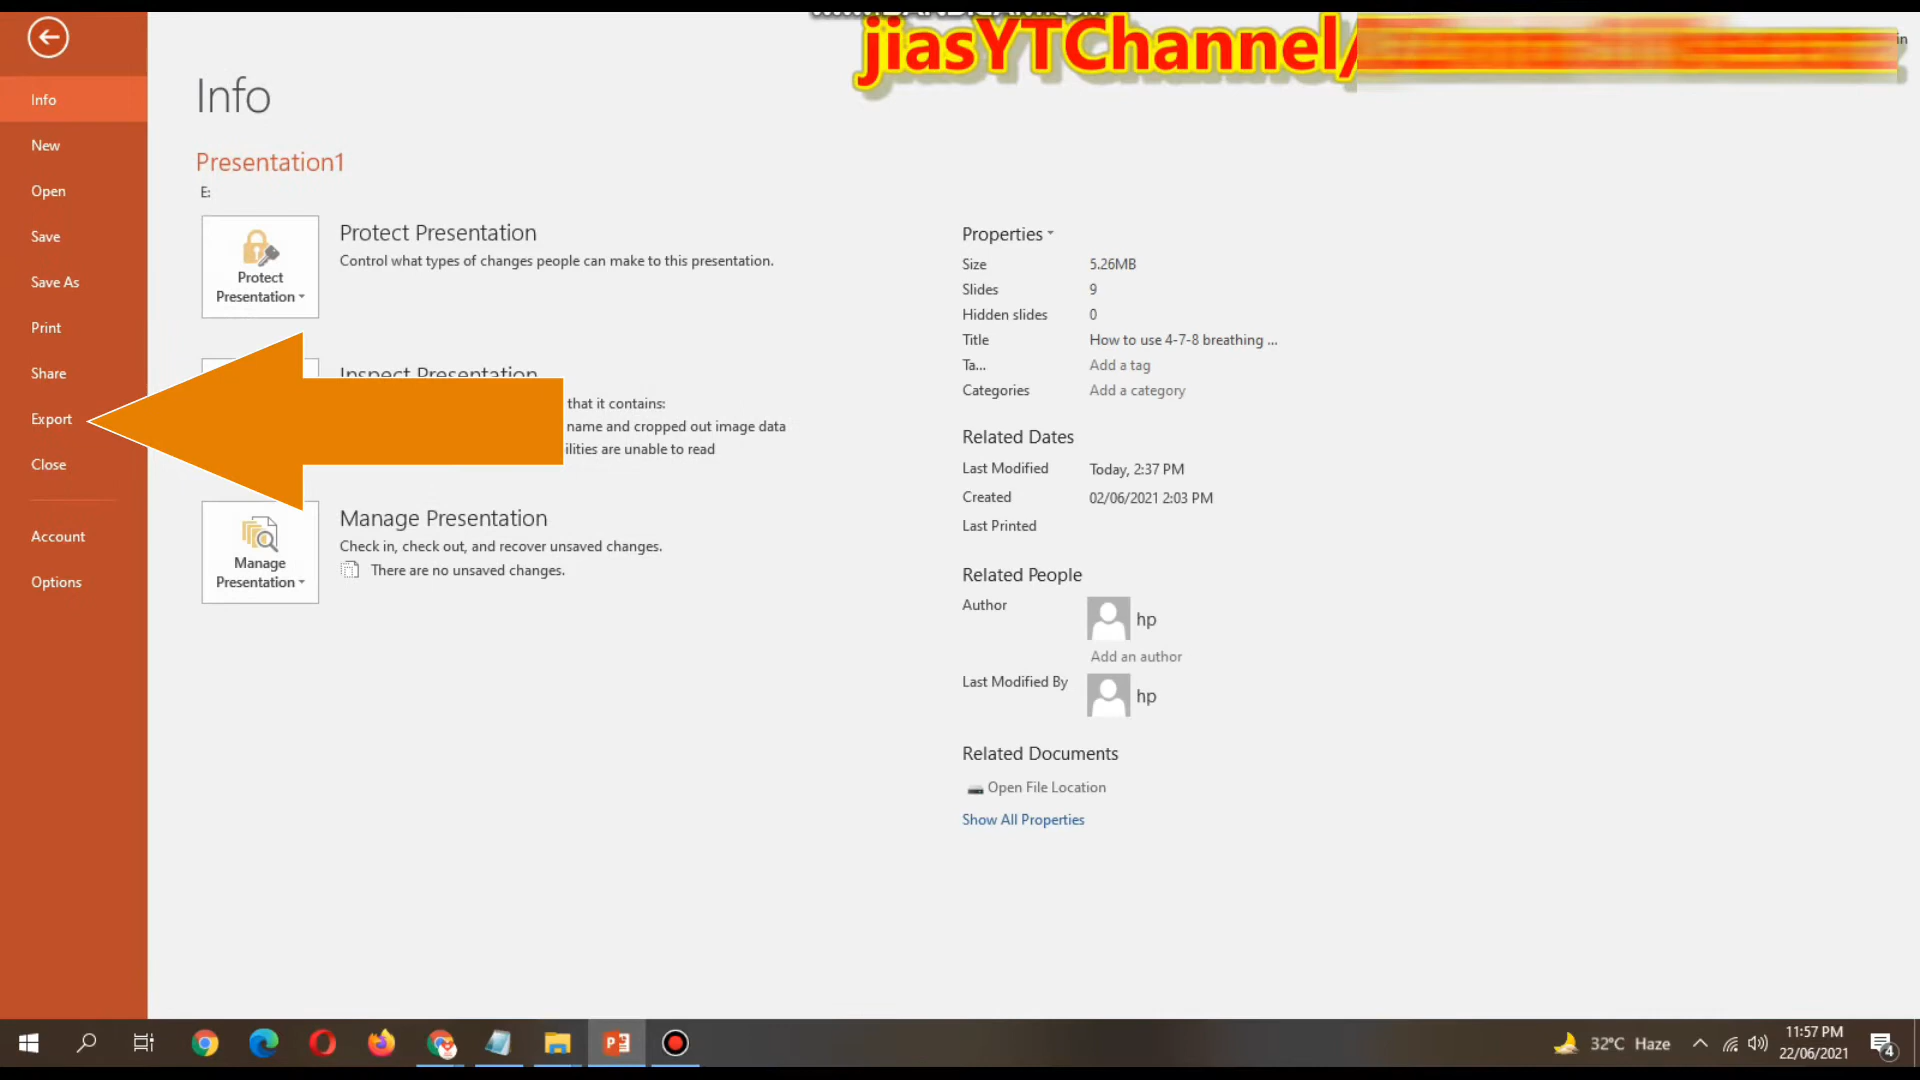 jiasYTChannel/
in
Info
Info
New
Presentation1
Open
E:
Save
Save As
Print
Share
Export
Close
Account
Options
Protect Presentation
Protect Presentation
Control what types of changes people can make to this presentation.
Inspect Presentation
that it contains:
name and cropped out image data
ilities are unable to read
Manage Presentation
Manage Presentation
Check in, check out, and recover unsaved changes.
There are no unsaved changes.
Properties
Size 5.26MB
Slides 9
Hidden slides 0
Title How to use 4-7-8 breathing ...
Ta... Add a tag
Categories Add a category
Related Dates
Last Modified Today, 2:37 PM
Created 02/06/2021 2:03 PM
Last Printed
Related People
Author hp
Add an author
Last Modified By hp
Related Documents
Open File Location
Show All Properties
32°C Haze
11:57 PM
22/06/2021
4